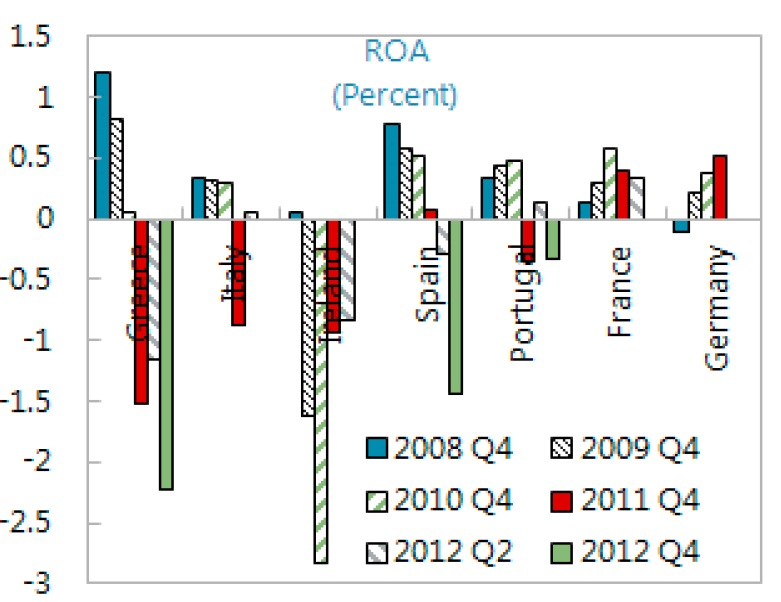 ROA
(Percent)
1.5
1
0.5
0
-0.5
-1
-1.5
-2
-2.5
-3
Greece
Italy
Ireland
Spain
Portugal
France
Germany
2008 Q4
2009 Q4
2010 Q4
2011 Q4
2012 Q2
2012 Q4